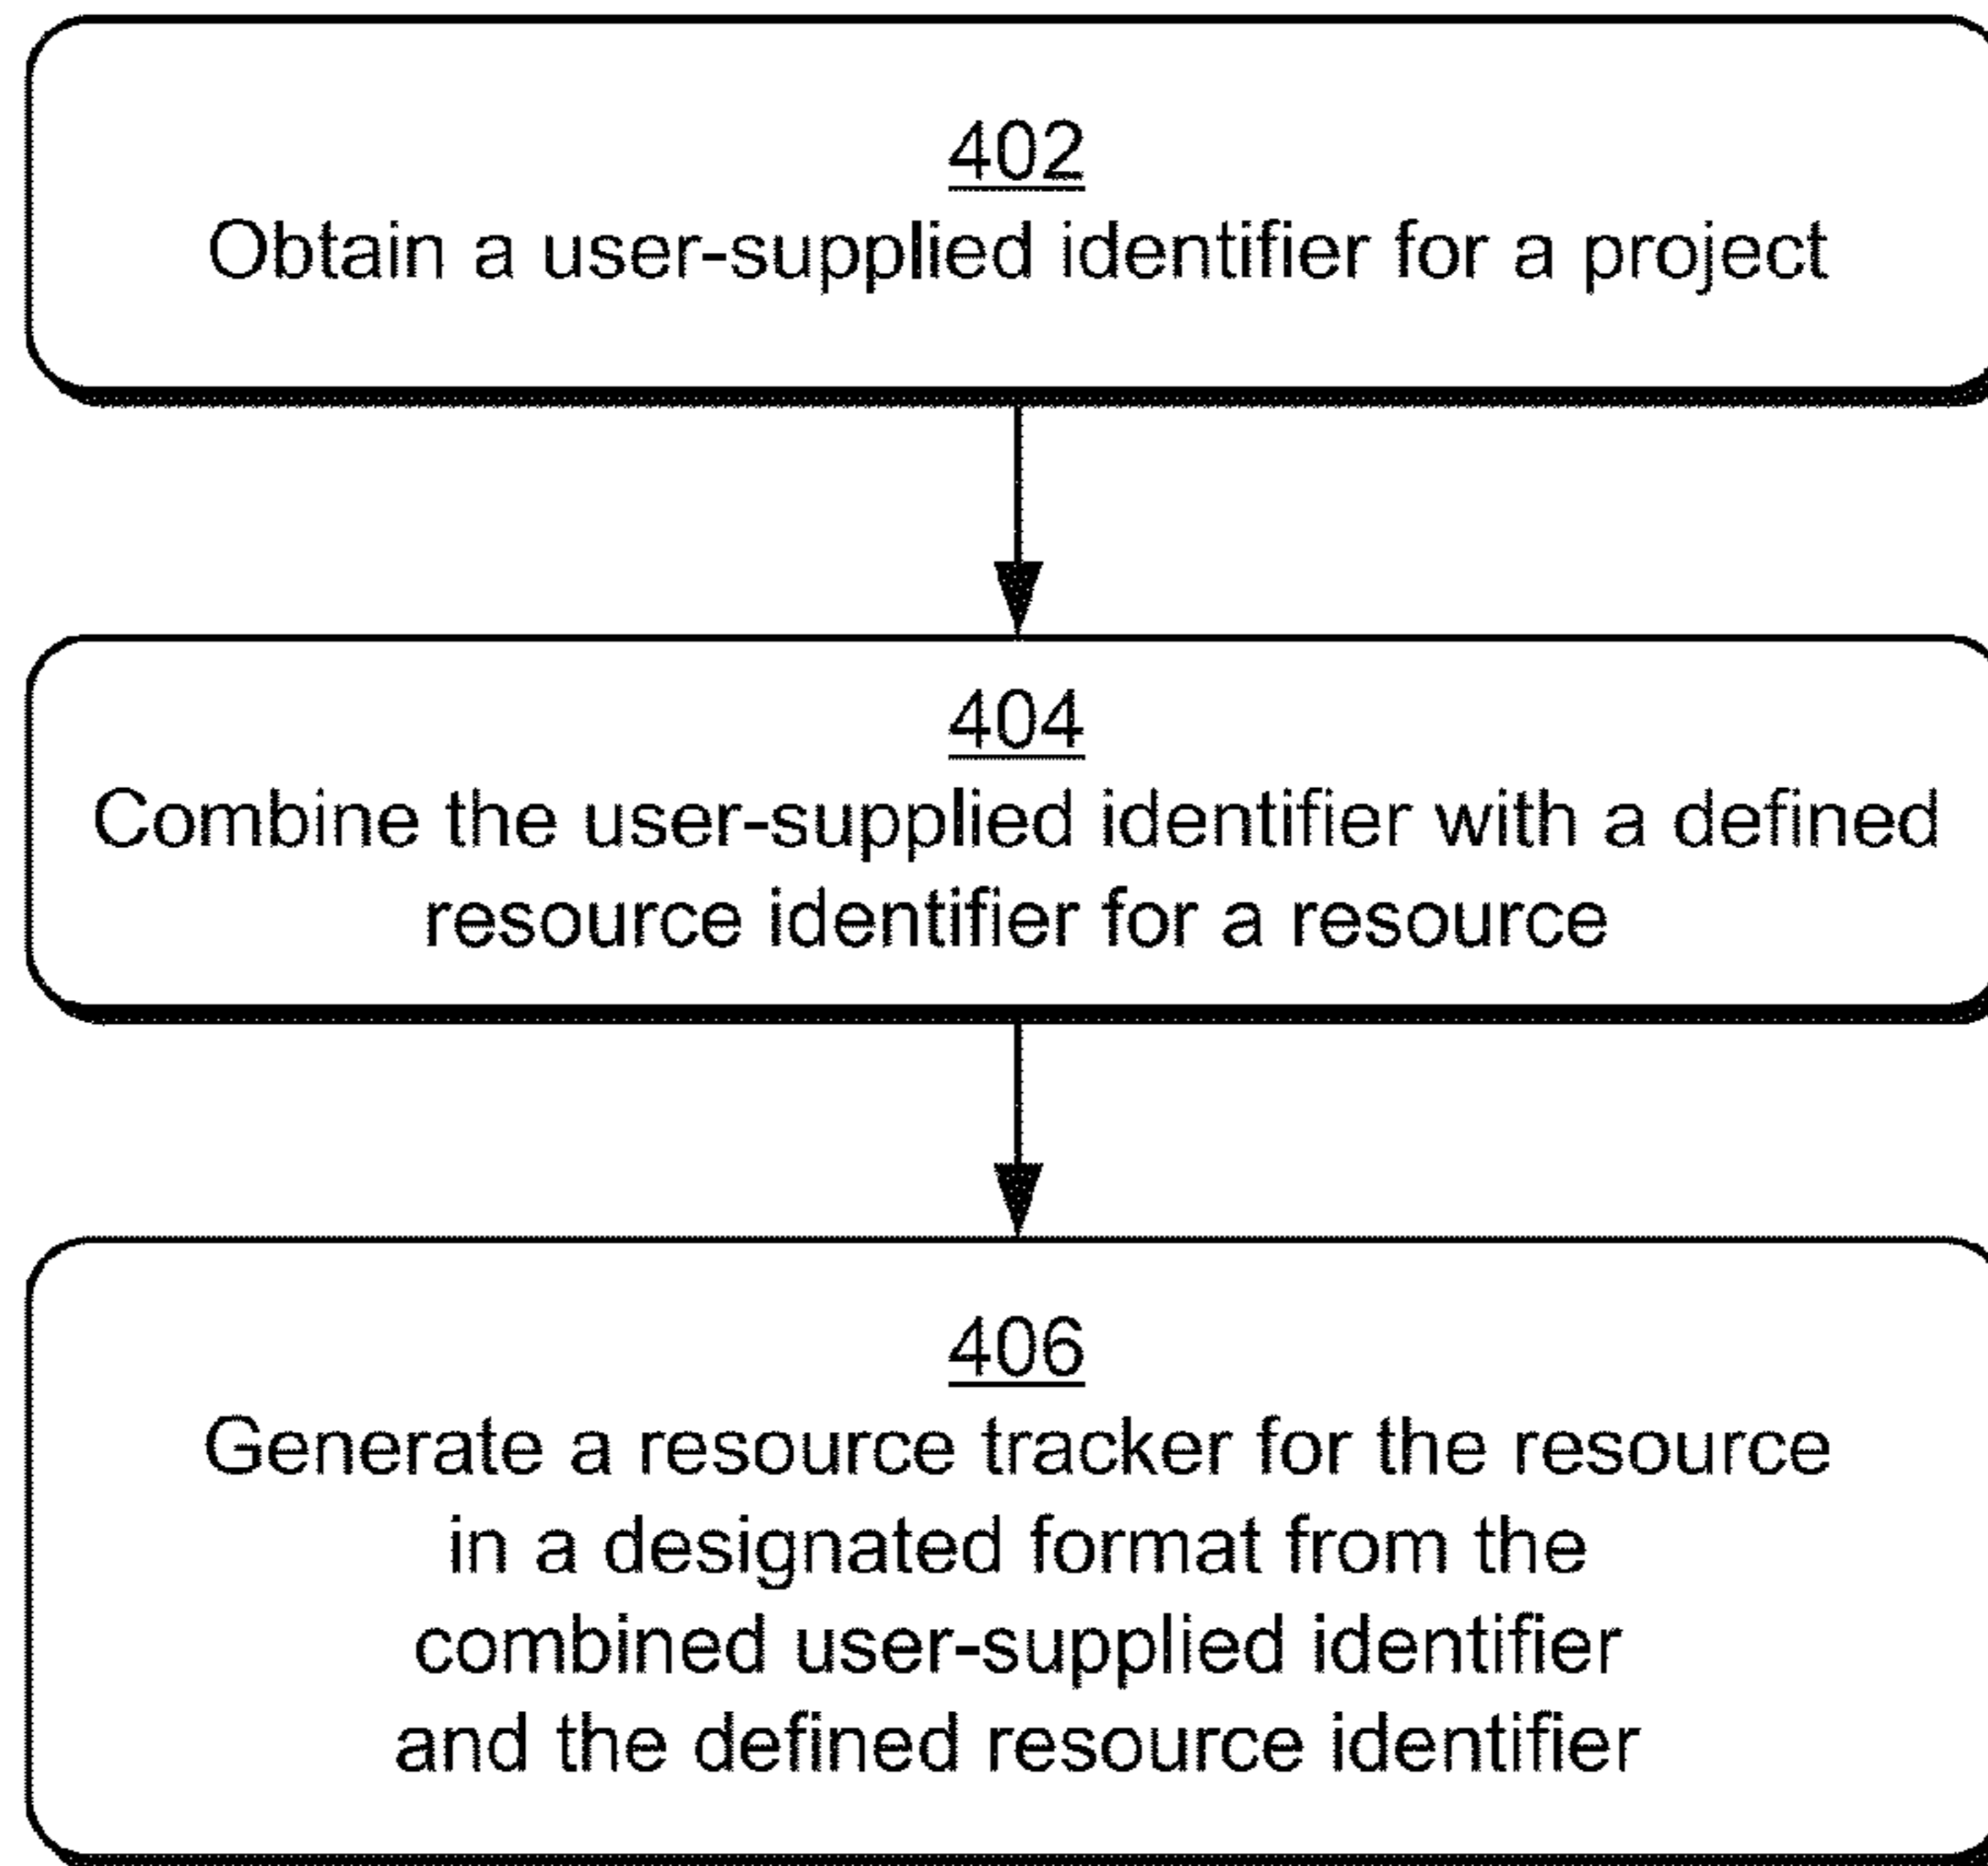 402
Obtain a user-supplied identifier for a project
404
Combine the user-supplied identifier with a defined
resource identifier for a resource
406
Generate a resource tracker for the resource
in a designated format from the
combined user-supplied identifier
and the defined resource identifier